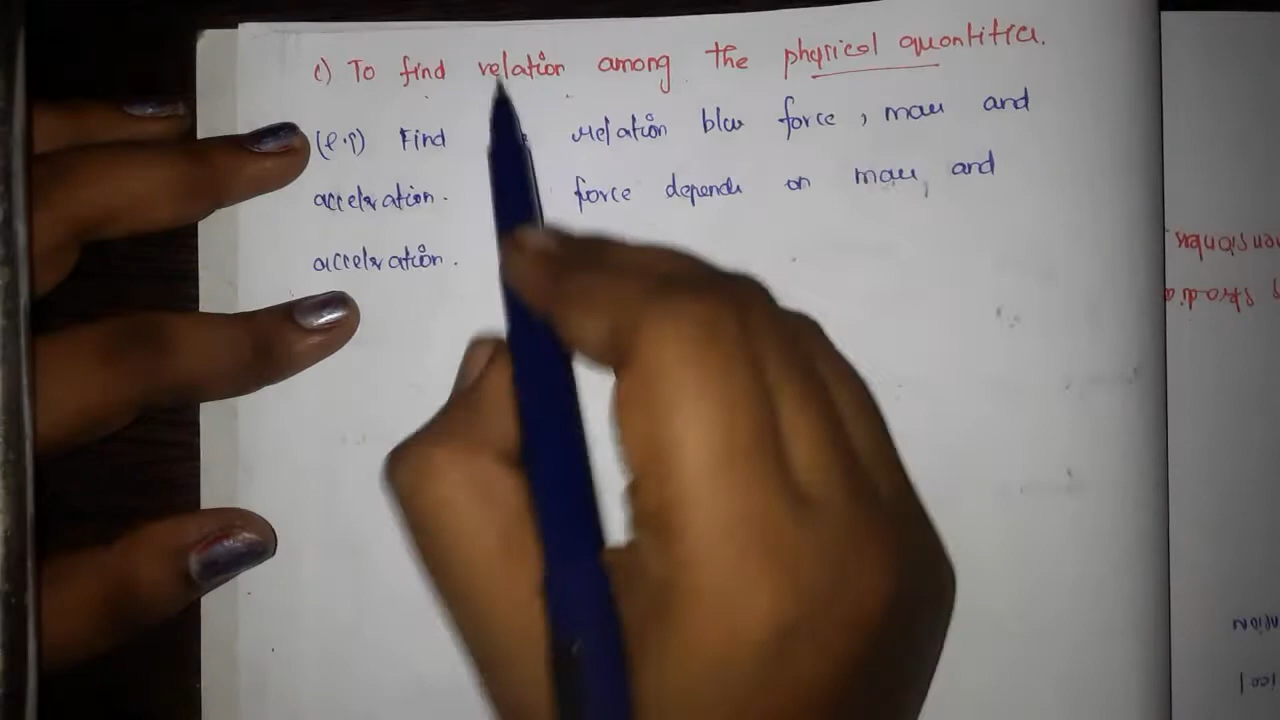 c) To find relation among the physical quantities.
(e.g) Find relation b/w force, mass and
acceleration. force depends on mass, and
acceleration.